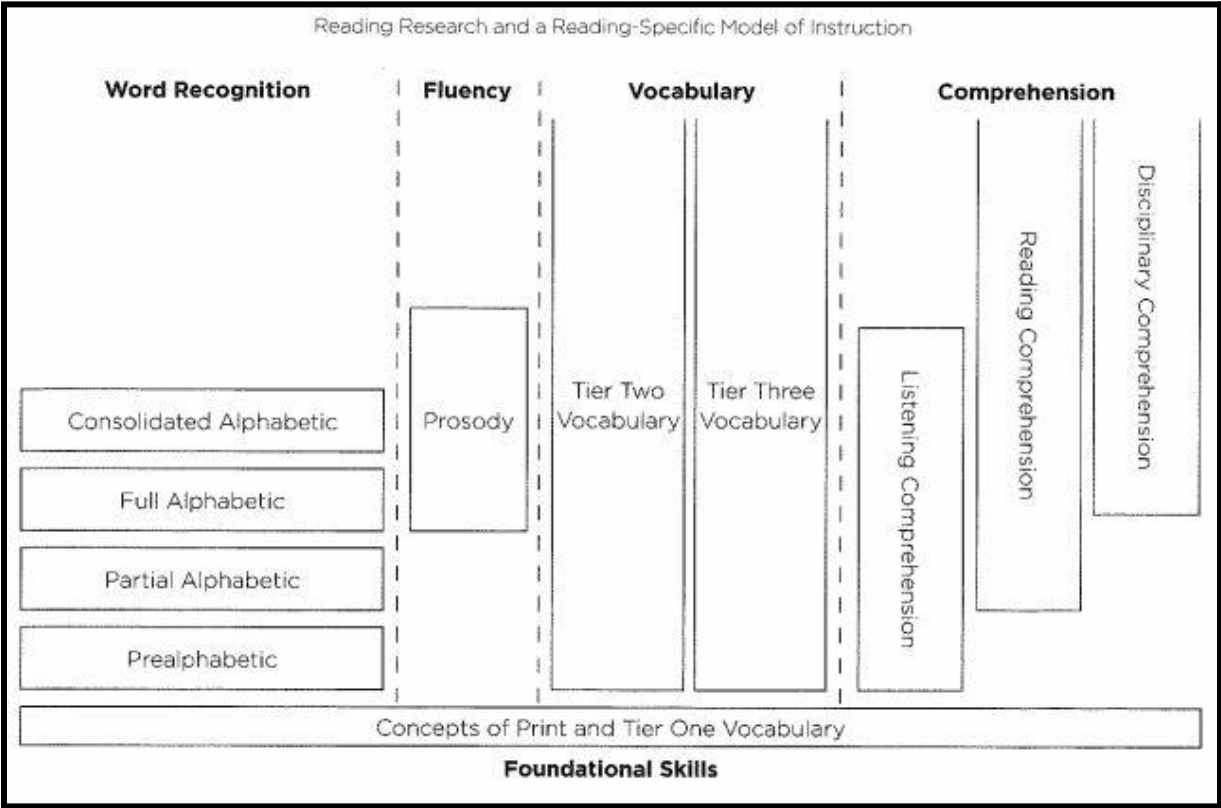 Reading Research and a Reading-Specific Model of Instruction
Word Recognition
Fluency
Vocabulary
Comprehension
Consolidated Alphabetic
Full Alphabetic
Partial Alphabetic
Prealphabetic
Prosody
Tier Two
Vocabulary
Tier Three
Vocabulary
Listening Comprehension
Reading Comprehension
Disciplinary Comprehension
Concepts of Print and Tier One Vocabulary
Foundational Skills